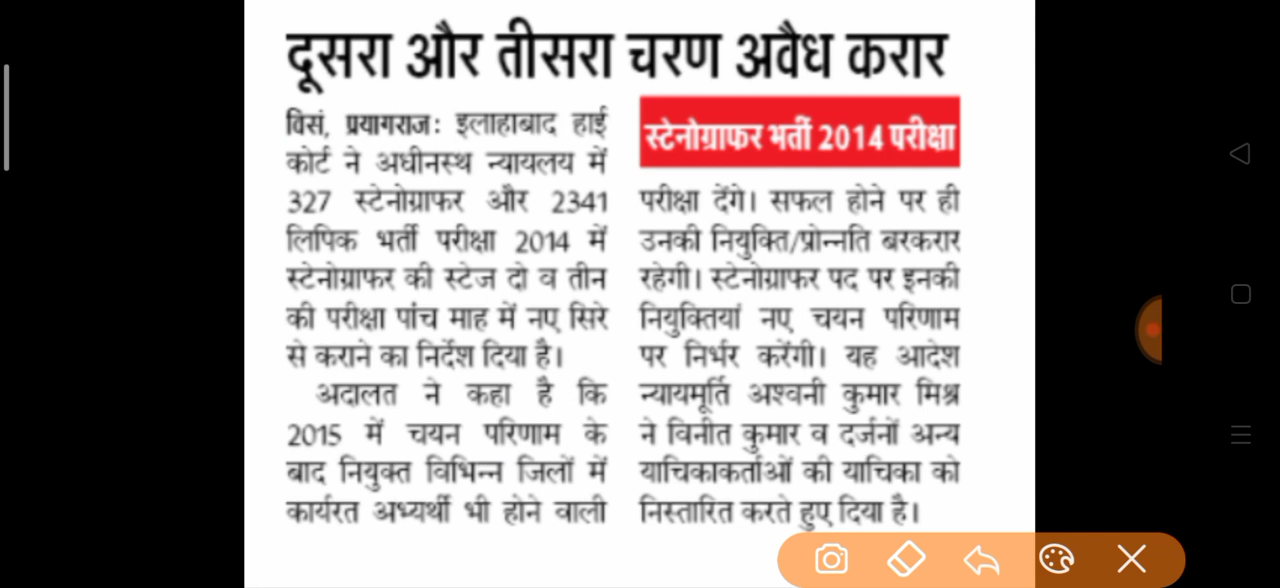 दूसरा और तीसरा चरण अवैध करार
विसं, प्रयागराज: इलाहाबाद हाई
कोर्ट ने अधीनस्थ न्यायलय में
327 स्टेनोग्राफर और 2341
लिपिक भर्ती परीक्षा 2014 में
स्टेनोग्राफर की स्टेज दो व तीन
की परीक्षा पांच माह में नए सिरे
से कराने का निर्देश दिया है।
अदालत ने कहा है कि
2015 में चयन परिणाम के
बाद नियुक्त विभिन्न जिलों में
कार्यरत अभ्यर्थी भी होने वाली
स्टेनोग्राफर भर्ती 2014 परीक्षा
परीक्षा देंगे। सफल होने पर ही
उनकी नियुक्ति/प्रोन्नति बरकरार
रहेगी। स्टेनोग्राफर पद पर इनकी
नियुक्तियां नए चयन परिणाम
पर निर्भर करेंगी। यह आदेश
न्यायमूर्ति अश्वनी कुमार मिश्र
ने विनीत कुमार व दर्जनों अन्य
याचिकाकर्ताओं की याचिका को
निस्तारित करते हुए दिया है।